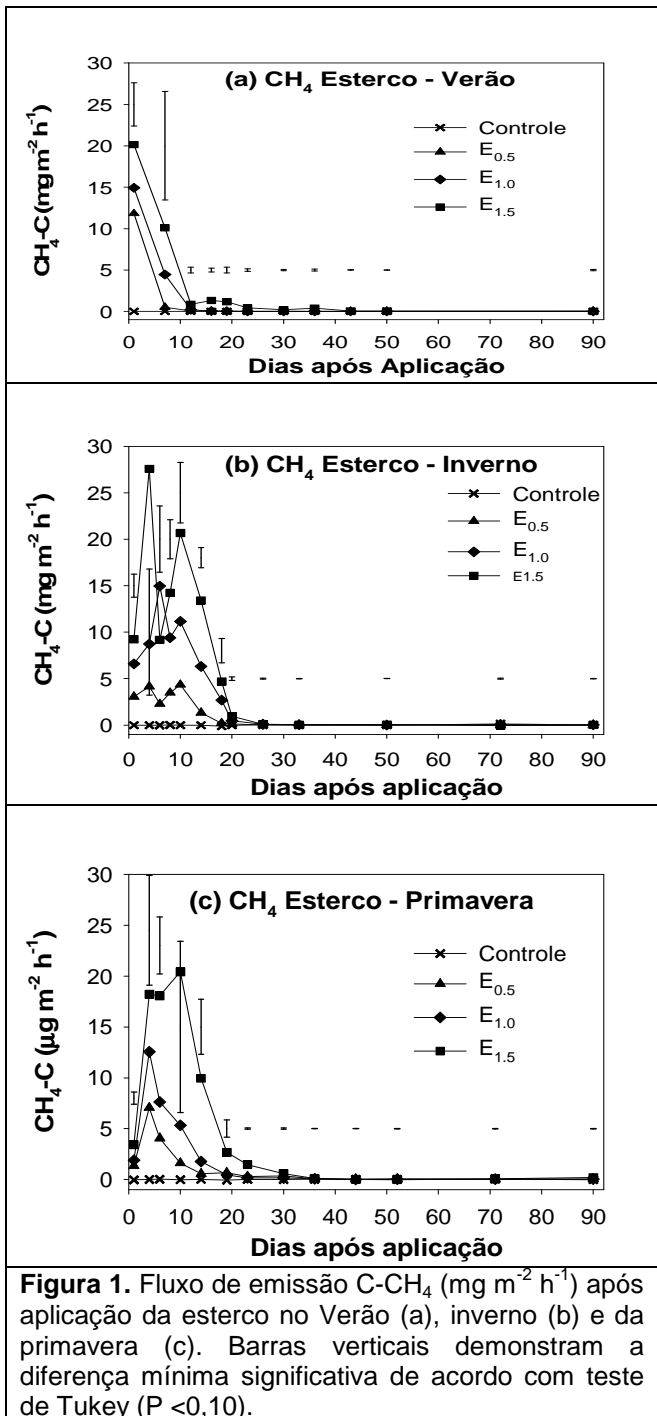 (a) CH₄ Esterco - Verão
CH₄-C (mg m⁻² h⁻¹)
30
25
20
15
10
5
0
Controle
E₀.₅
E₁.₀
E₁.₅
0 10 20 30 40 50 60 70 80 90
Dias após Aplicação
(b) CH₄ Esterco - Inverno
CH₄-C (mg m⁻² h⁻¹)
30
25
20
15
10
5
0
Controle
E₀.₅
E₁.₀
E1.5
0 10 20 30 40 50 60 70 80 90
Dias após aplicação
(c) CH₄ Esterco - Primavera
CH₄-C (µg m⁻² h⁻¹)
30
25
20
15
10
5
0
Controle
E₀.₅
E₁.₀
E₁.₅
0 10 20 30 40 50 60 70 80 90
Dias após aplicação
Figura 1. Fluxo de emissão C-CH₄ (mg m⁻² h⁻¹) após
aplicação da esterco no Verão (a), inverno (b) e da
primavera (c). Barras verticais demonstram a
diferença mínima significativa de acordo com teste
de Tukey (P <0,10).